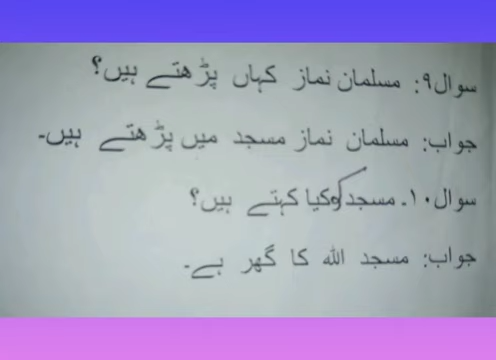 سوال۹: مسلمان نماز کہاں پڑھتے ہیں؟
جواب: مسلمان نماز مسجد میں پڑھتے ہیں۔
سوال۱۰۔ مسجد کو کیا کہتے ہیں؟
جواب: مسجد اللہ کا گھر ہے۔